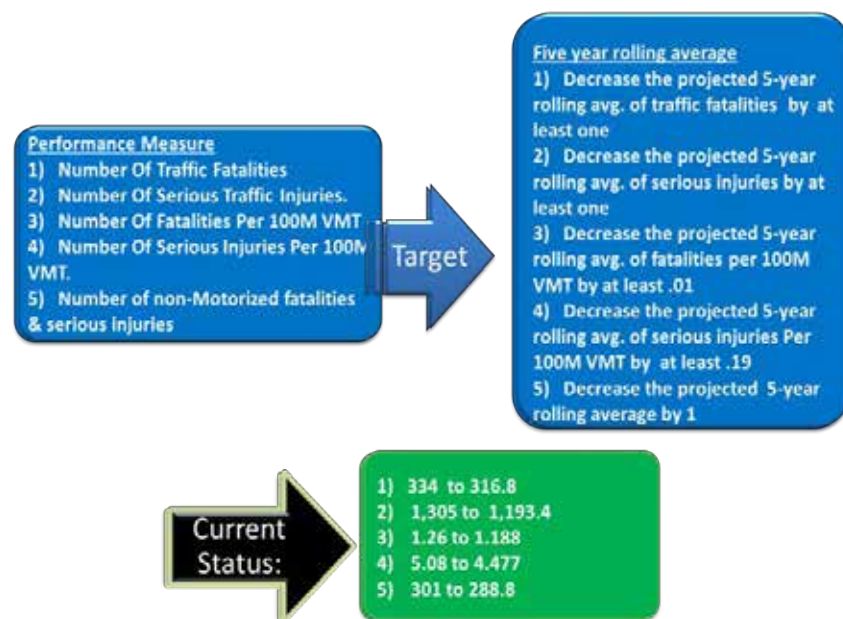 Performance Measure
1) Number Of Traffic Fatalities
2) Number Of Serious Traffic Injuries.
3) Number Of Fatalities Per 100M VMT
4) Number Of Serious Injuries Per 100M
VMT.
5) Number of non-Motorized fatalities
& serious injuries
Target
Five year rolling average
1) Decrease the projected 5-year
rolling avg. of traffic fatalities by at
least one
2) Decrease the projected 5-year
rolling avg. of serious injuries by at
least one
3) Decrease the projected 5-year
rolling avg. of fatalities per 100M
VMT by at least .01
4) Decrease the projected 5-year
rolling avg. of serious injuries Per
100M VMT by at least .19
5) Decrease the projected 5-year
rolling average by 1
Current
Status:
1) 334 to 316.8
2) 1,305 to 1,193.4
3) 1.26 to 1.188
4) 5.08 to 4.477
5) 301 to 288.8